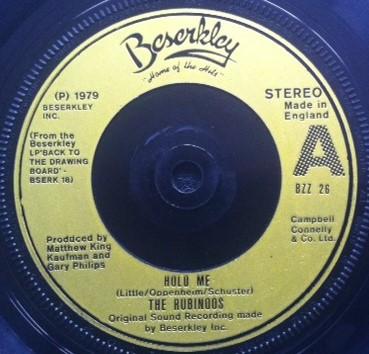 Beserkley
"Home of the Hits"
(P) 1979
BESERKLEY
INC.
STEREO
Made in
England
(From the
Beserkley
LP'BACK TO
THE DRAWING
BOARD'-
BSERK 18)
A
BZZ 26
Produced by
Matthew King
Kaufman and
Gary Philips
Campbell
Connelly
& Co. Ltd.
HOLD ME
(Little/Oppenheim/Schuster)
THE RUBINOOS
Original Sound Recording made
by Beserkley Inc.